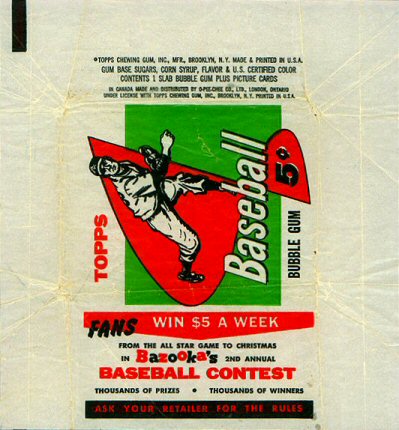 *TOPPS CHEWING GUM, INC., MFR., BROOKLYN, N.Y. MADE & PRINTED IN U.S.A.
GUM BASE SUGARS, CORN SYRUP, FLAVOR & U.S. CERTIFIED COLOR
CONTENTS 1 SLAB BUBBLE GUM PLUS PICTURE CARDS
IN CANADA MADE AND DISTRIBUTED BY O-PEE-CHEE CO., LTD., LONDON, ONTARIO
UNDER LICENSE WITH TOPPS CHEWING GUM, INC., BROOKLYN, N.Y. PRINTED IN U.S.A.
TOPPS
Baseball
5¢
BUBBLE GUM
FANS WIN $5 A WEEK
FROM THE ALL STAR GAME TO CHRISTMAS
IN Bazooka's 2ND ANNUAL
BASEBALL CONTEST
THOUSANDS OF PRIZES • THOUSANDS OF WINNERS
ASK YOUR RETAILER FOR THE RULES